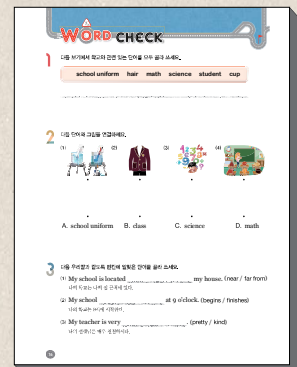 WORD CHECK
1 다음 보기에서 학교와 관련 있는 단어를 모두 골라 쓰세요.
school uniform hair math science student cup
2 다음 단어와 그림을 연결하세요.
(1) (2) (3) (4)
A. school uniform B. class C. science D. math
3 다음 우리말과 같도록 빈칸에 알맞은 단어를 골라 쓰세요.
(1) My school is located my house. (near / far from)
나의 학교는 나의 집 근처에 있다.
(2) My school at 9 o'clock. (begins / finishes)
나의 학교는 9시에 시작한다.
(3) My teacher is very . (pretty / kind)
나의 선생님은 매우 친절하시다.